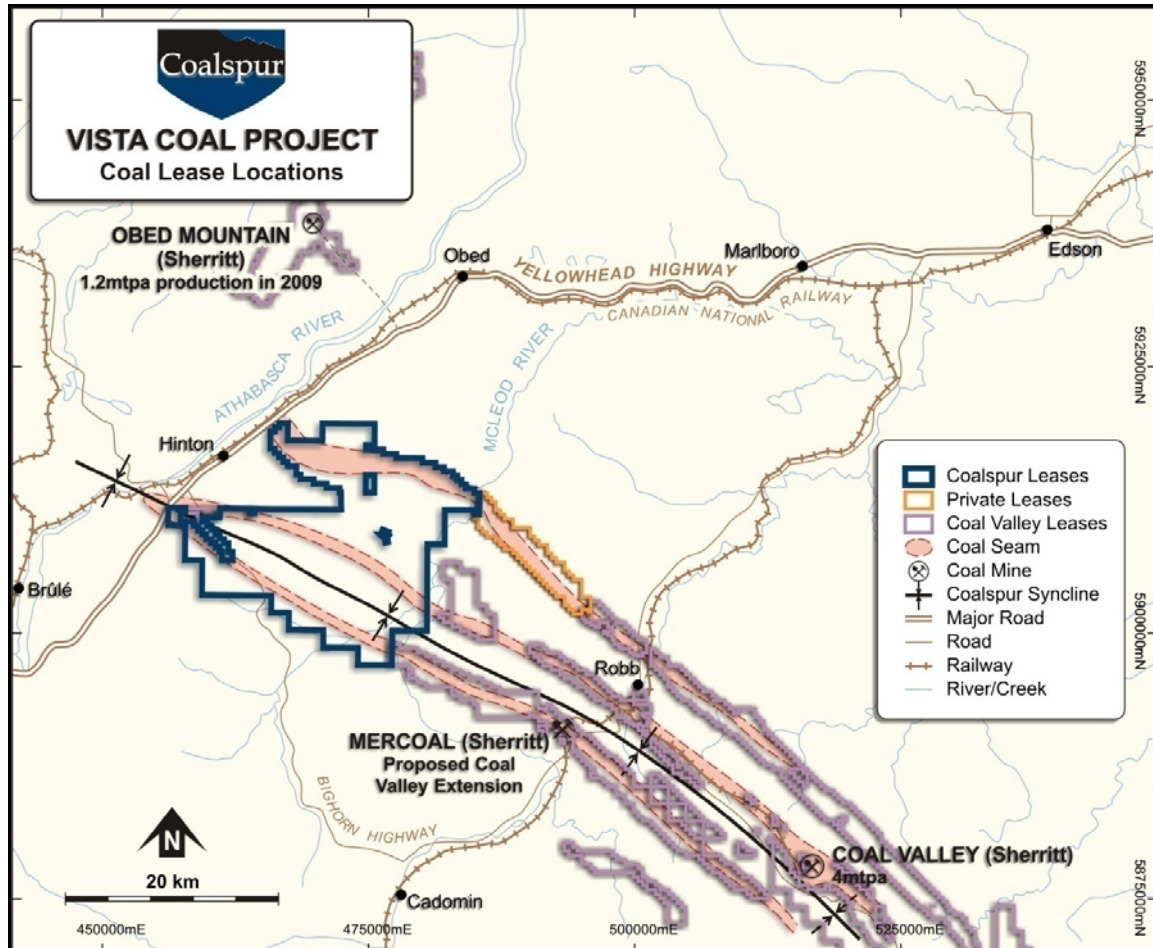 Coalspur
VISTA COAL PROJECT
Coal Lease Locations
OBED MOUNTAIN
(Sherritt)
1.2mtpa production in 2009
Obed
YELLOWHEAD HIGHWAY
CANADIAN NATIONAL RAILWAY
Marlboro
Edson
ATHABASCA RIVER
MCLEOD RIVER
Hinton
Brûlé
Robb
MERCOAL (Sherritt)
Proposed Coal
Valley Extension
BIGHORN HIGHWAY
COAL VALLEY (Sherritt)
4mtpa
Cadomin
N
20 km
Coalspur Leases
Private Leases
Coal Valley Leases
Coal Seam
Coal Mine
Coalspur Syncline
Major Road
Road
Railway
River/Creek
5950000mN
5925000mN
5900000mN
5875000mN
450000mE
475000mE
500000mE
525000mE